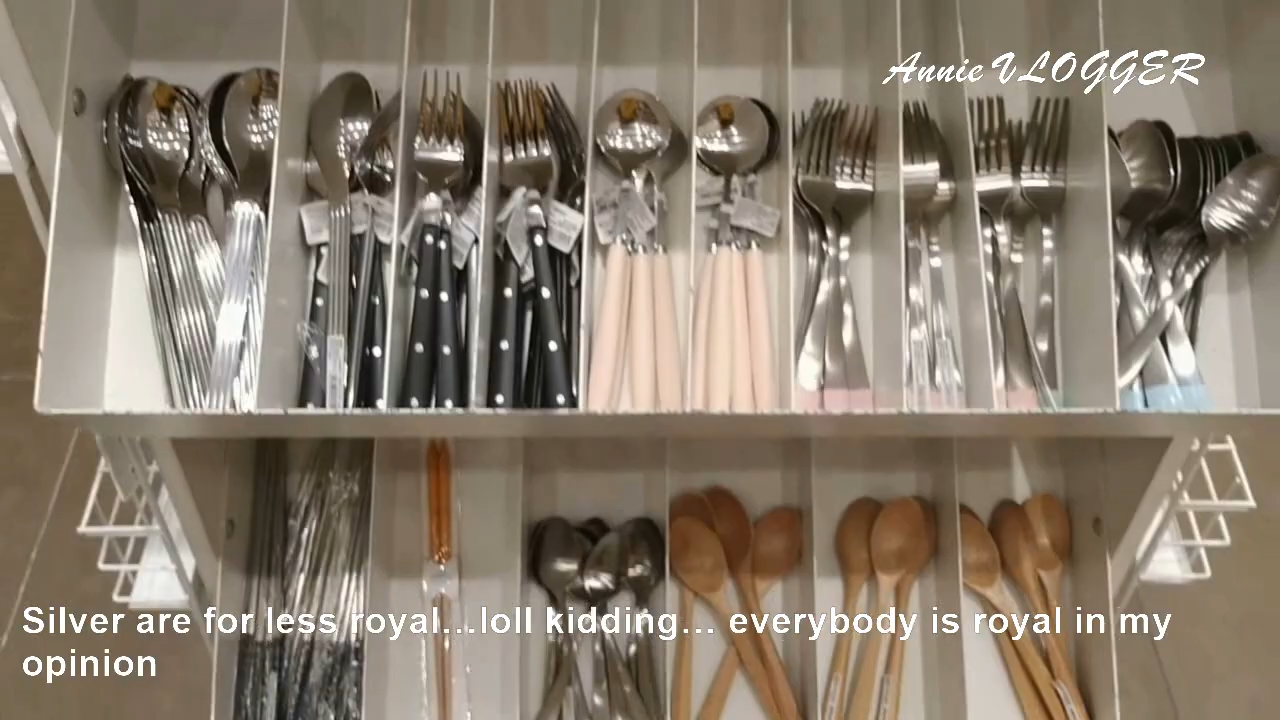 Annie VLOGGER
Silver are for less royal...loll kidding... everybody is royal in my
opinion